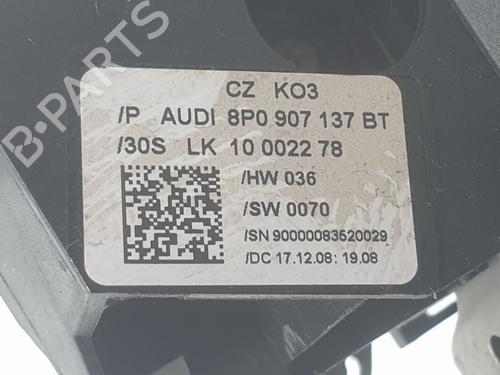 CZ KO3
/P AUDI 8P0 907 137 BT
/30S LK 10 0022 78
/HW 036
/SW 0070
/SN 90000083520029
/DC 17.12.08; 19.08